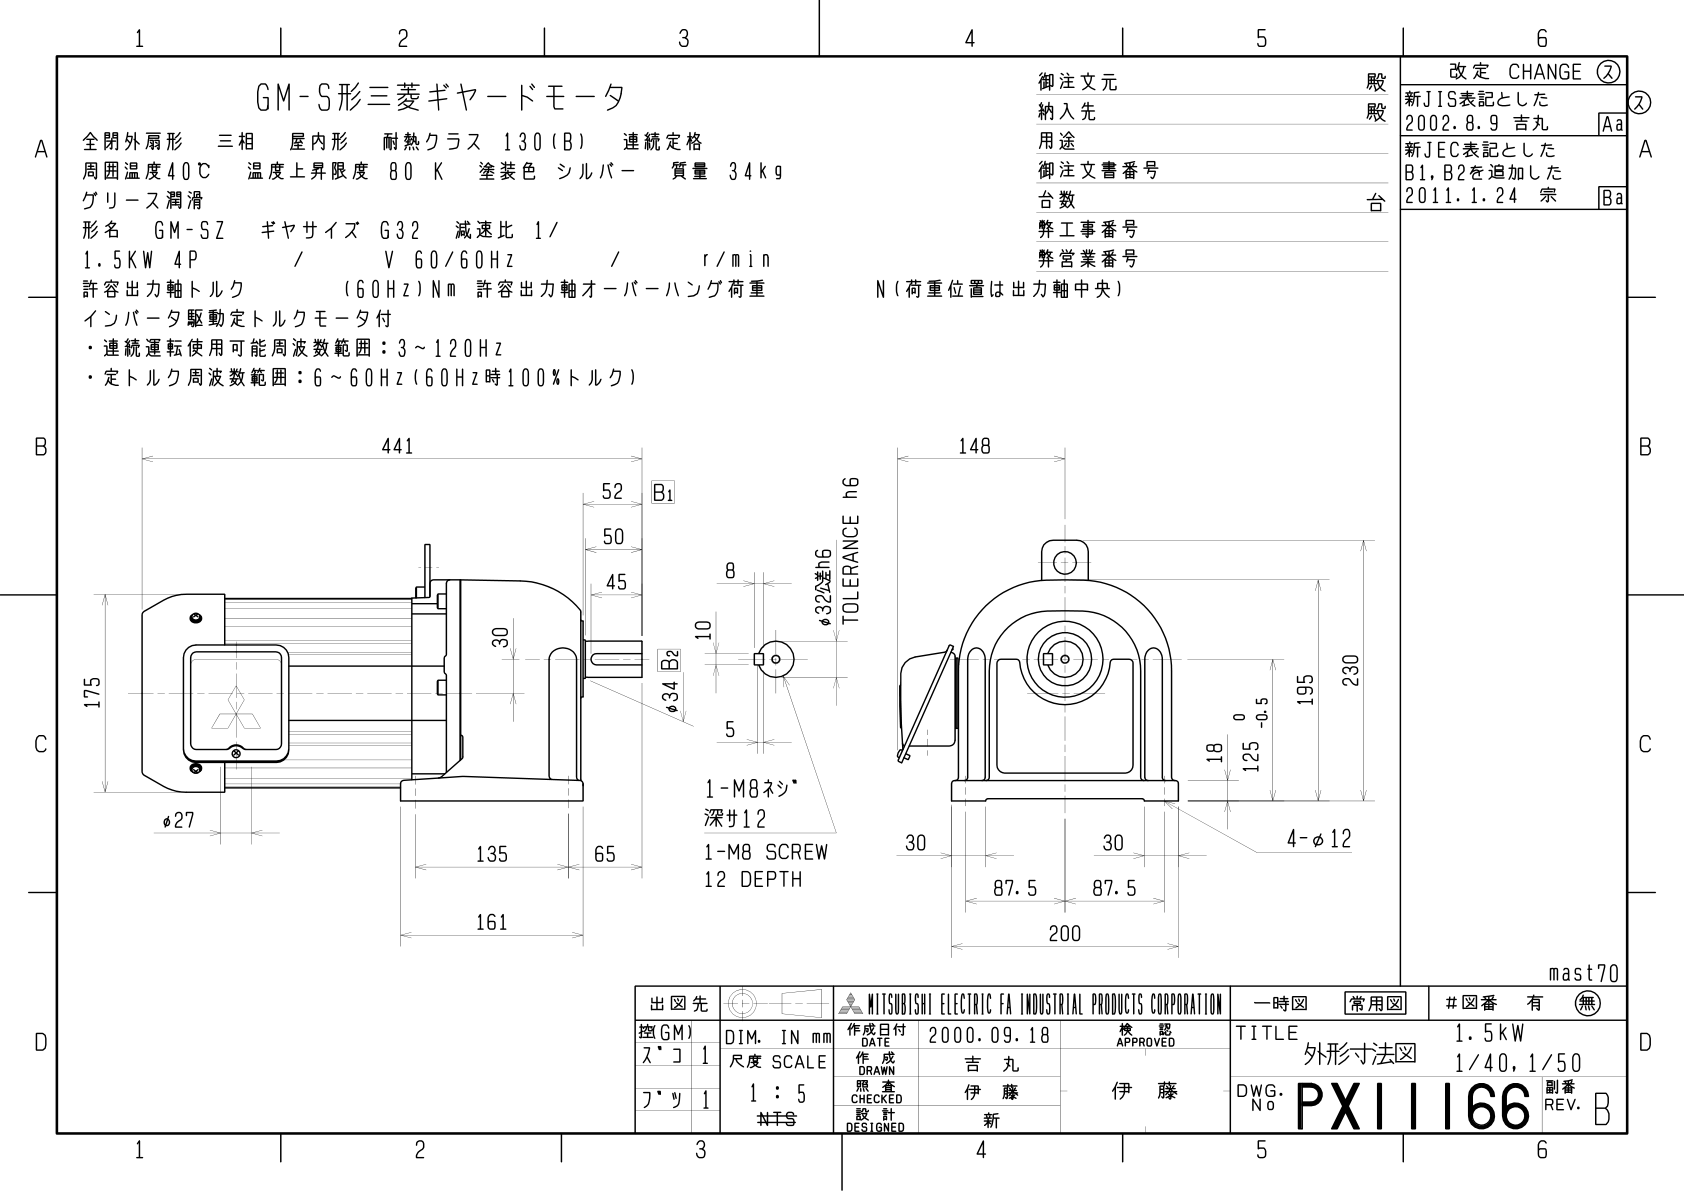 1 2 3 4 5 6
A B C D
GM-S形三菱ギヤードモータ
全閉外扇形 三相 屋内形 耐熱クラス 130(B) 連続定格
周囲温度40℃ 温度上昇限度 80 K 塗装色 シルバー 質量 34kg
グリース潤滑
形名 GM-SZ ギヤサイズ G32 減速比 1/
1.5KW 4P / V 60/60Hz / r/min
許容出力軸トルク (60Hz)Nm 許容出力軸オーバーハング荷重 N(荷重位置は出力軸中央)
インバータ駆動定トルクモータ付
・連続運転使用可能周波数範囲:3~120Hz
・定トルク周波数範囲:6~60Hz(60Hz時100%トルク)
御注文元 殿
納入先 殿
用途
御注文書番号
台数 台
弊工事番号
弊営業番号
改定 CHANGE ス
ス
新JIS表記とした
2002.8.9 吉丸 Aa
新JEC表記とした
B1,B2を追加した
2011.1.24 宗 Ba
A B C D
441
52 B1
50
45
30
B2
φ34
175
φ27
135 65
161
8
10
5
φ32公差h6
TOLERANCE h6
1-M8ネジ
深サ12
1-M8 SCREW
12 DEPTH
148
230
195
0
125 -0.5
18
4-φ12
30 30
87.5 87.5
200
mast70
出図先
控(GM)
ズコ 1
ブツ 1
DIM. IN mm
尺度 SCALE
1 : 5
NTS
MITSUBISHI ELECTRIC FA INDUSTRIAL PRODUCTS CORPORATION
作成日付 DATE 2000.09.18
作成 DRAWN 吉丸
照査 CHECKED 伊藤
設計 DESIGNED 新
検認 APPROVED
伊藤
一時図 常用図 #図番 有 無
TITLE 外形寸法図
1.5kW
1/40,1/50
DWG. No PX11166
副番 REV. B
1 2 3 4 5 6